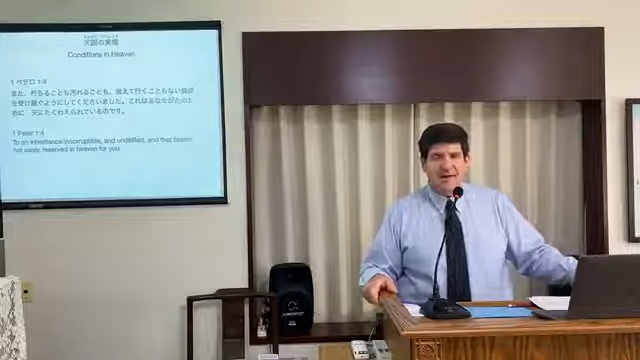 天国の実態
Conditions in Heaven
1 ペテロ 1:4
また、朽ちることも汚れることも、消えて行くこともない資産
を受け継ぐようにしてくださいました。これはあなたがたのた
めに 天にたくわえられているのです。
1 Peter 1:4
To an inheritance incorruptible, and undefiled, and that fadeth
not away, reserved in heaven for you